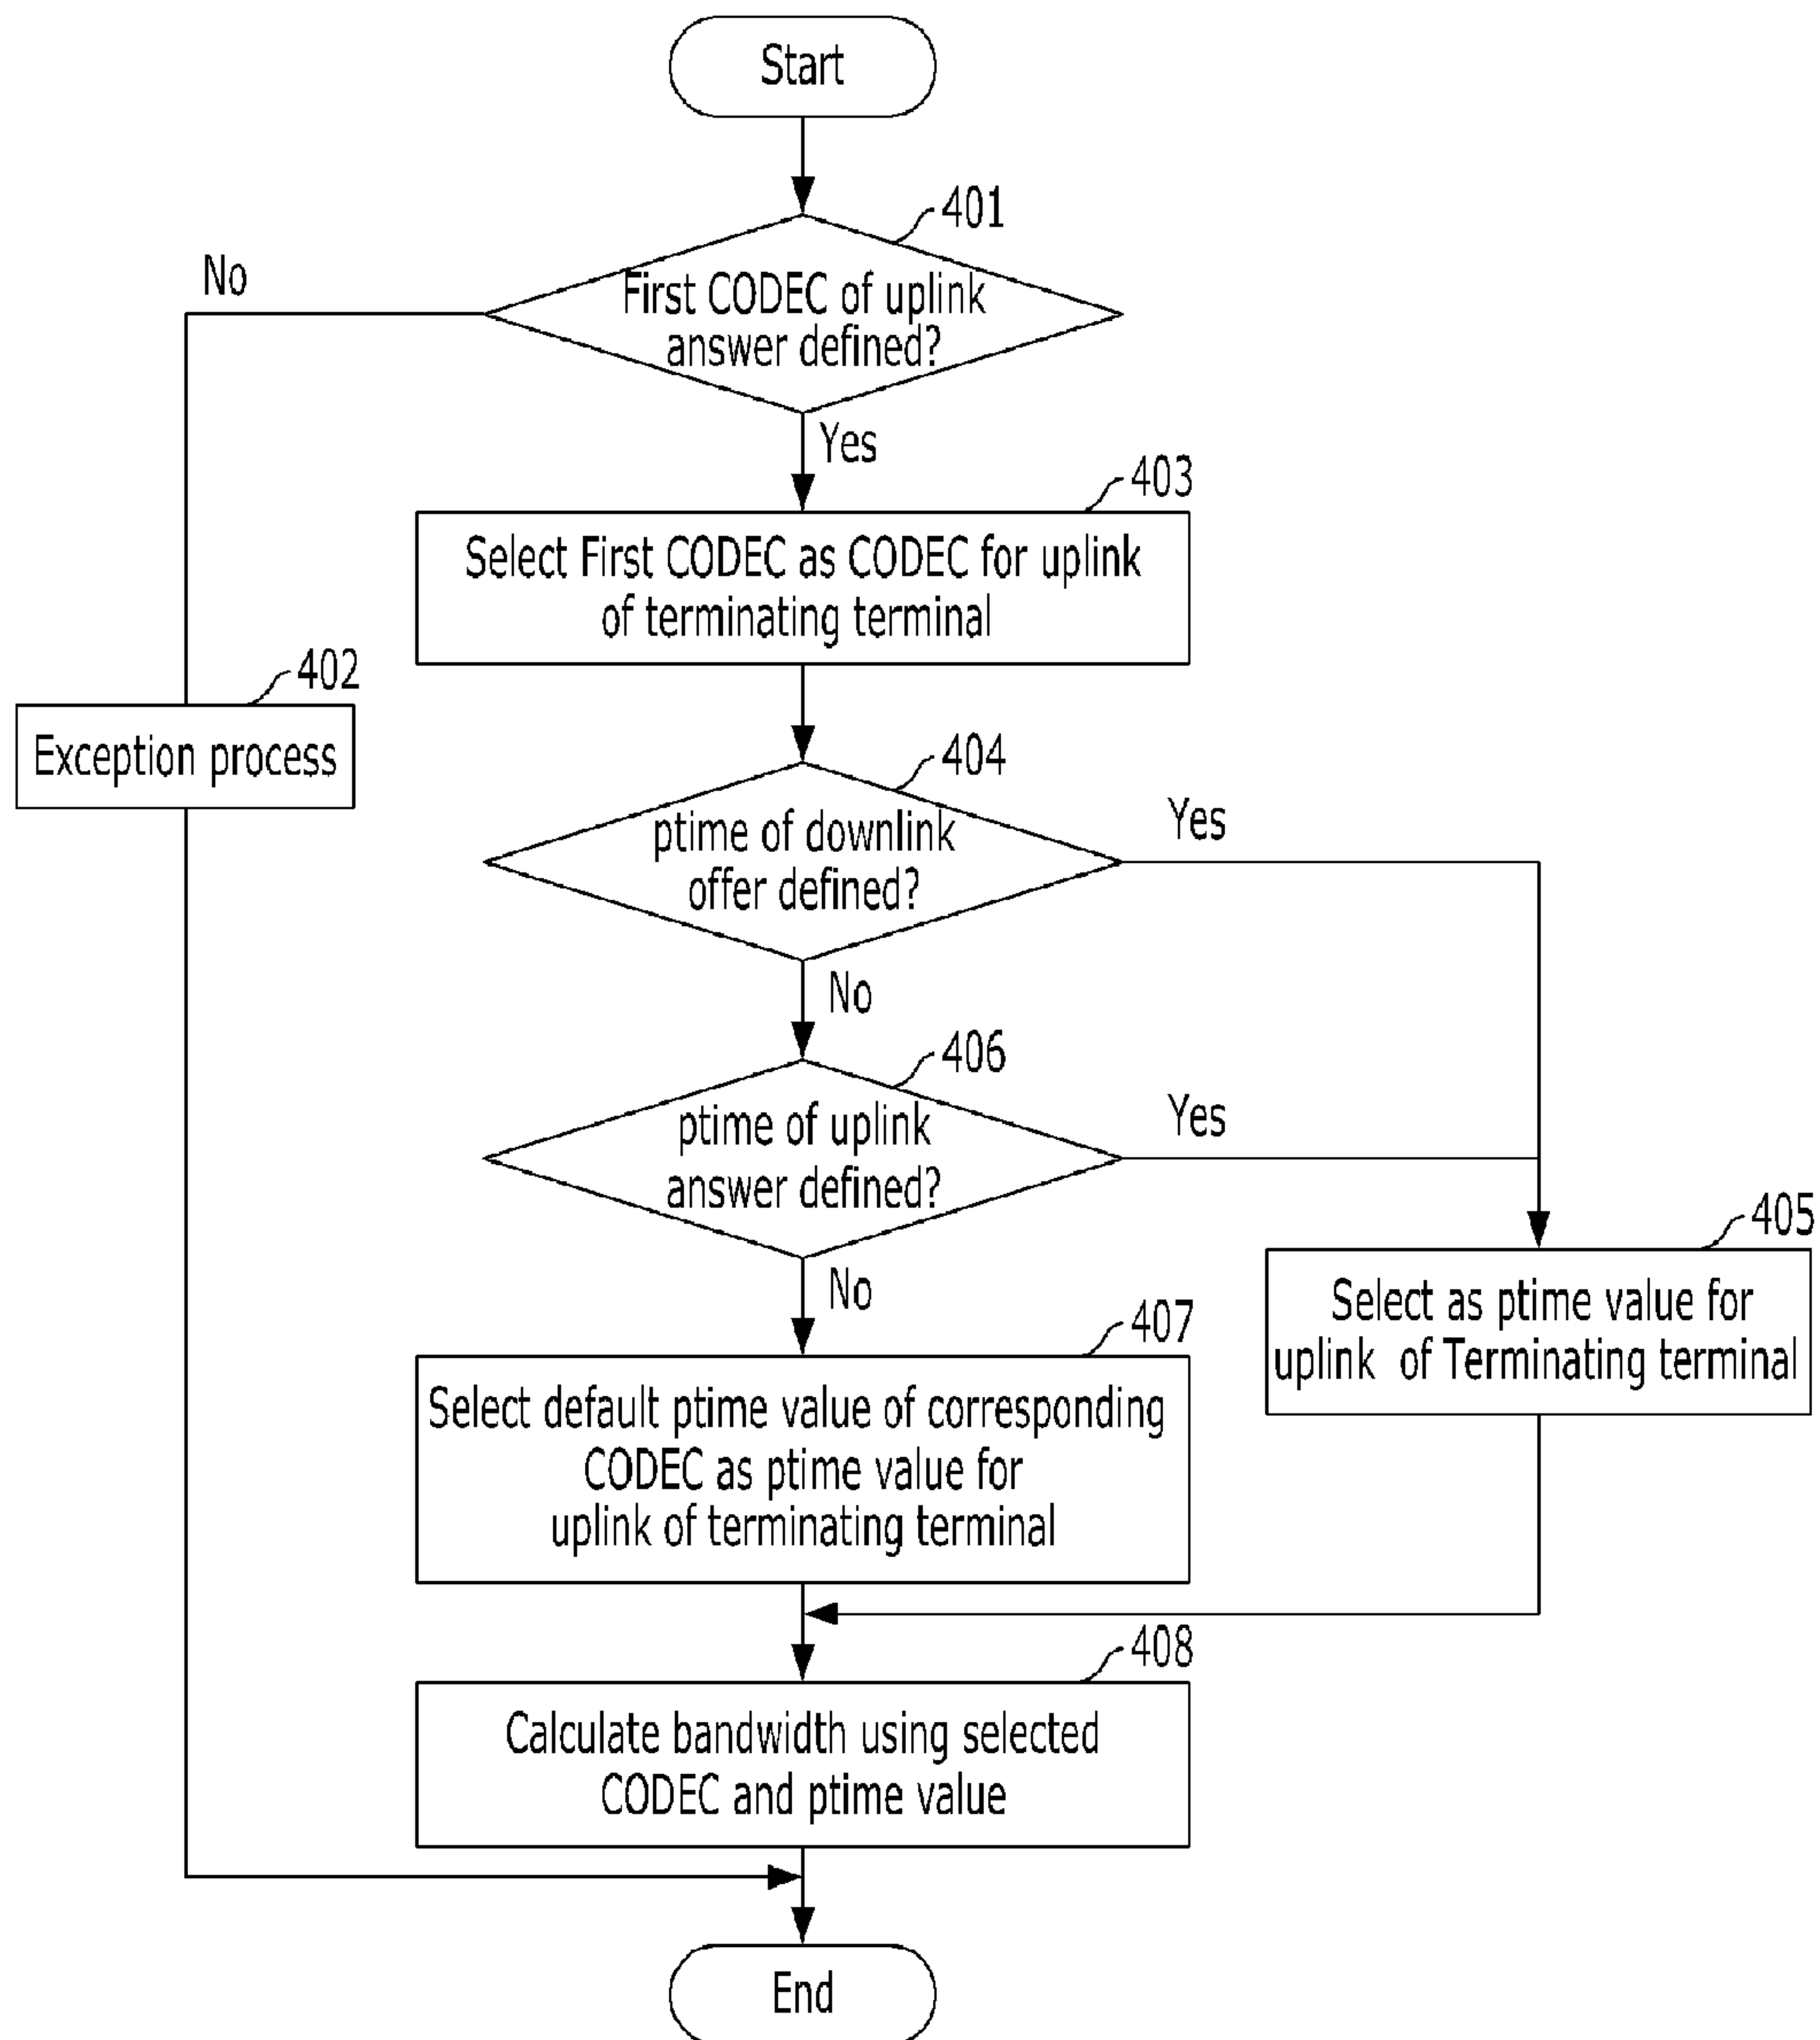 Start
401
No
First CODEC of uplink
answer defined?
Yes
403
Select First CODEC as CODEC for uplink
of terminating terminal
402
Exception process
404
ptime of downlink
offer defined?
Yes
No
406
ptime of uplink
answer defined?
Yes
No
405
Select as ptime value for
uplink of Terminating terminal
407
Select default ptime value of corresponding
CODEC as ptime value for
uplink of terminating terminal
408
Calculate bandwidth using selected
CODEC and ptime value
End